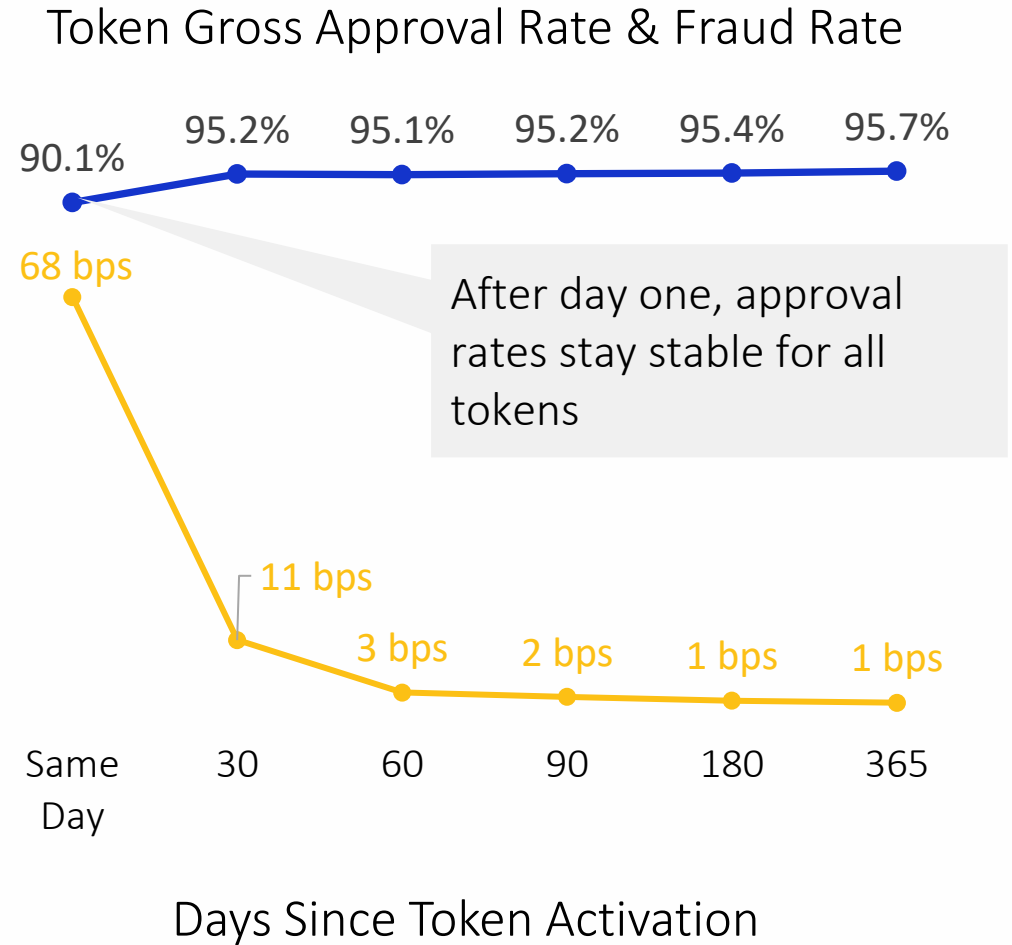 Token Gross Approval Rate & Fraud Rate
90.1%
95.2%
95.1%
95.2%
95.4%
95.7%
68 bps
After day one, approval
rates stay stable for all
tokens
11 bps
3 bps
2 bps
1 bps
1 bps
Same
Day
30
60
90
180
365
Days Since Token Activation